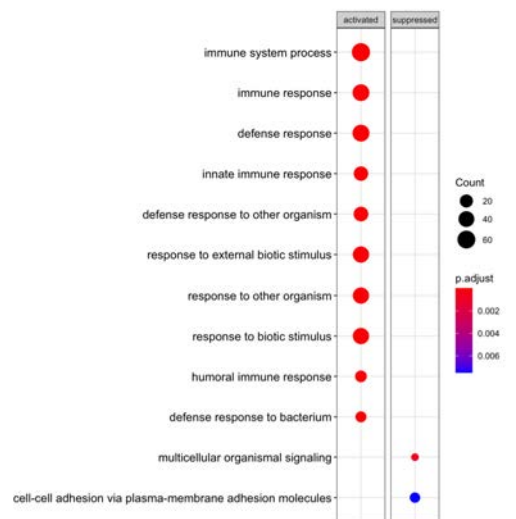 activated suppressed
immune system process
immune response
defense response
innate immune response
defense response to other organism
response to external biotic stimulus
response to other organism
response to biotic stimulus
humoral immune response
defense response to bacterium
multicellular organismal signaling
cell-cell adhesion via plasma-membrane adhesion molecules
Count
20
40
60
p.adjust
0.002
0.004
0.006